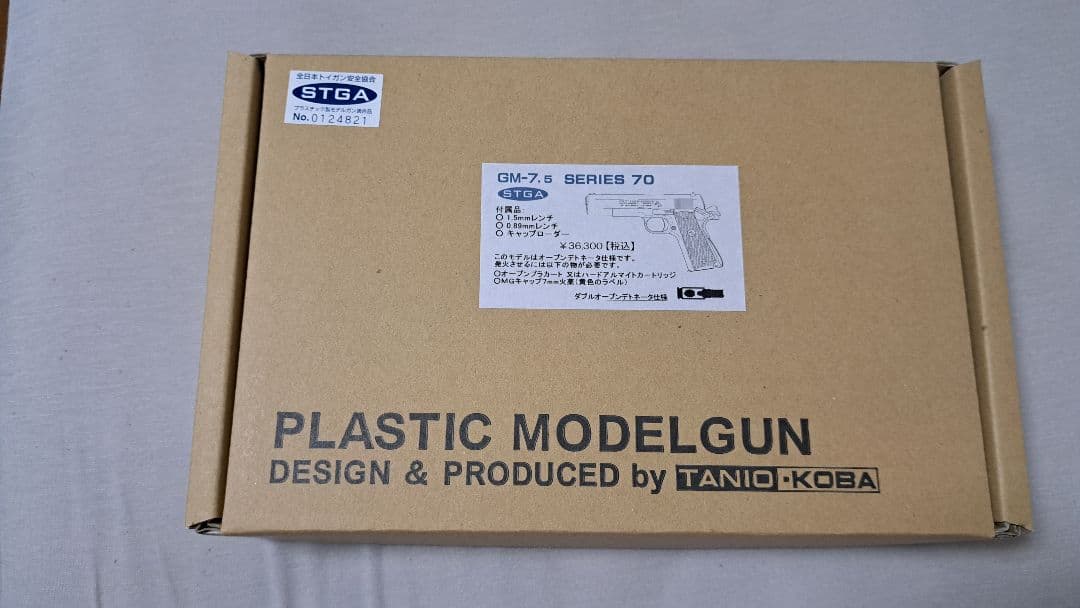 全日本トイガン安全協会
STGA
プラスチック製モデルガン適合品
No.0124821
GM-7.5 SERIES 70
STGA
付属品:
○ 1.5mmレンチ
○ 0.89mmレンチ
○ キャップローダー
¥36,300【税込】
このモデルはオープンデトネータ仕様です。
発火させるには以下の物が必要です。
○オープンプラカート 又はハードアルマイトカートリッジ
○MGキャップ7mm火薬(黄色のラベル)
ダブルオープンデトネータ仕様
PLASTIC MODELGUN
DESIGN & PRODUCED by TANIO・KOBA